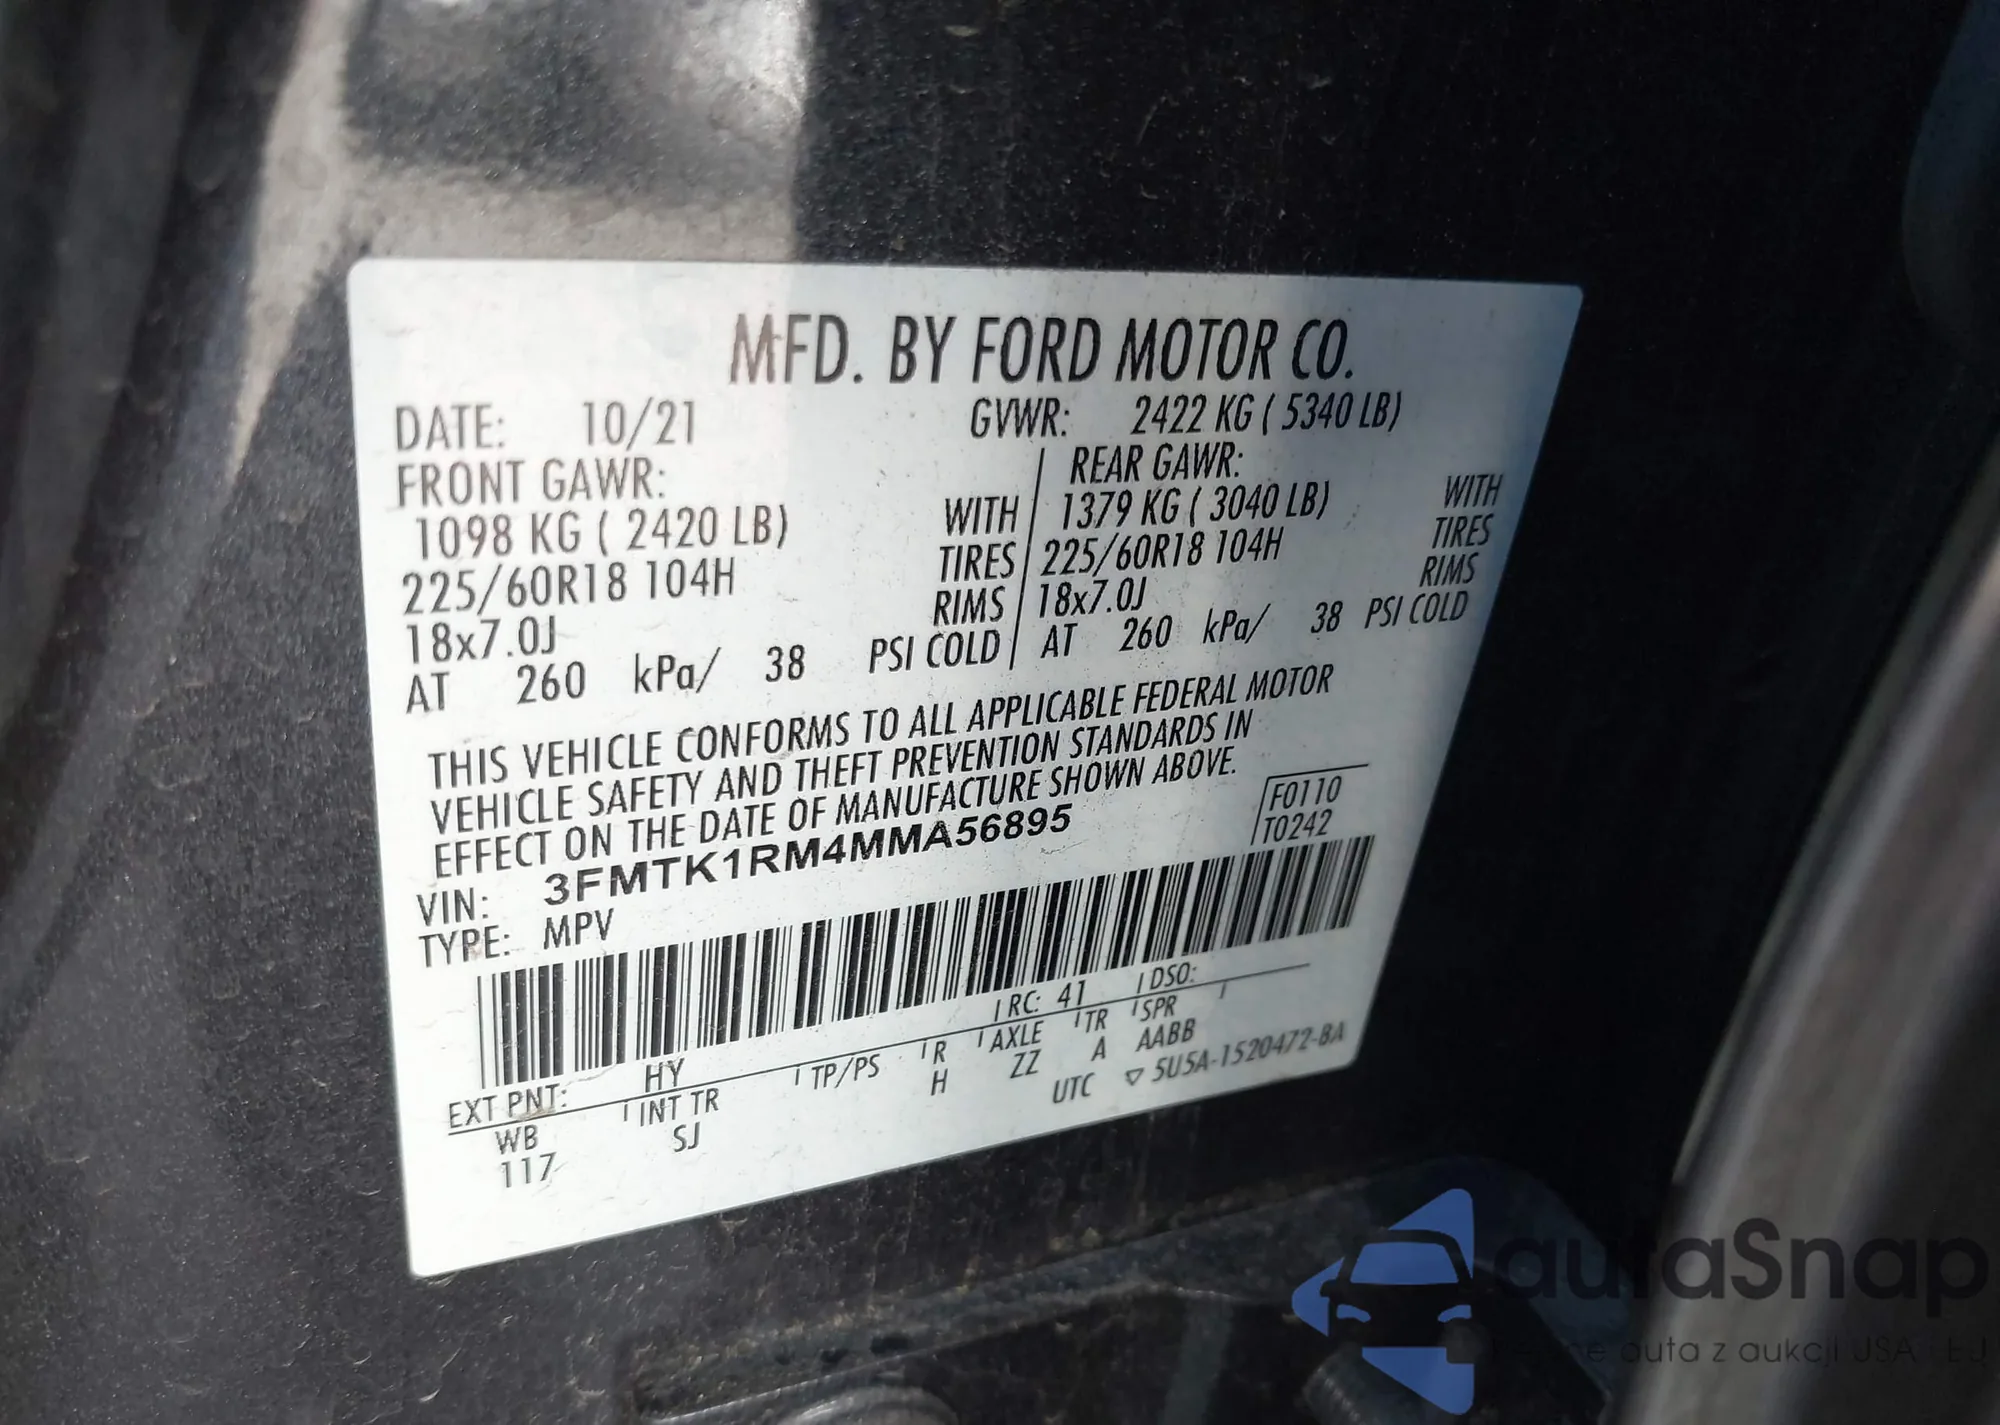 MFD. BY FORD MOTOR CO.
DATE: 10/21 GVWR: 2422 KG ( 5340 LB)
FRONT GAWR: REAR GAWR:
1098 KG ( 2420 LB) WITH 1379 KG ( 3040 LB) WITH
225/60R18 104H TIRES 225/60R18 104H TIRES
18x7.0J RIMS 18x7.0J RIMS
AT 260 kPa/ 38 PSI COLD AT 260 kPa/ 38 PSI COLD
THIS VEHICLE CONFORMS TO ALL APPLICABLE FEDERAL MOTOR
VEHICLE SAFETY AND THEFT PREVENTION STANDARDS IN
EFFECT ON THE DATE OF MANUFACTURE SHOWN ABOVE.
VIN: 3FMTK1RM4MMA56895 F0110
TYPE: MPV T0242
EXT PNT: HY RC: 41 DSO:
WB INT TR TP/PS R AXLE TR SPR
117 SJ H ZZ A AABB
UTC ▽ 5U5A-1520472-BA
autaSnap
auta z aukcji USA EU